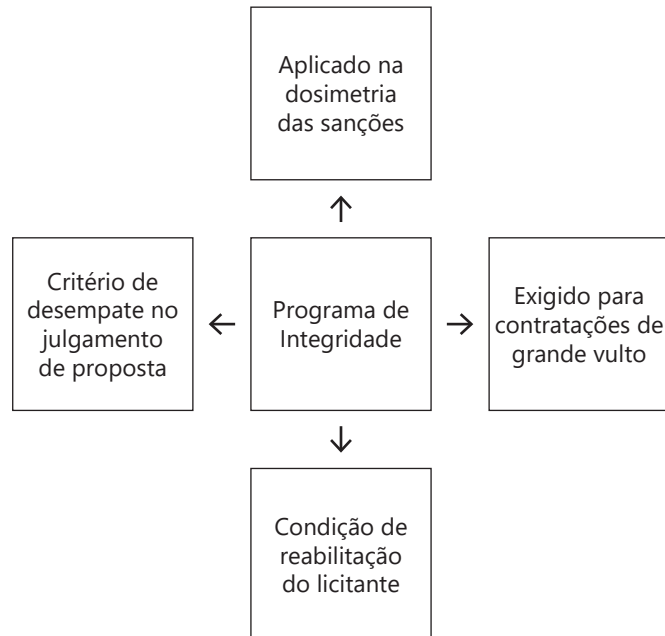 Aplicado na
dosimetria
das sanções
Critério de
desempate no
julgamento
de proposta
Programa de
Integridade
Exigido para
contratações de
grande vulto
Condição de
reabilitação
do licitante